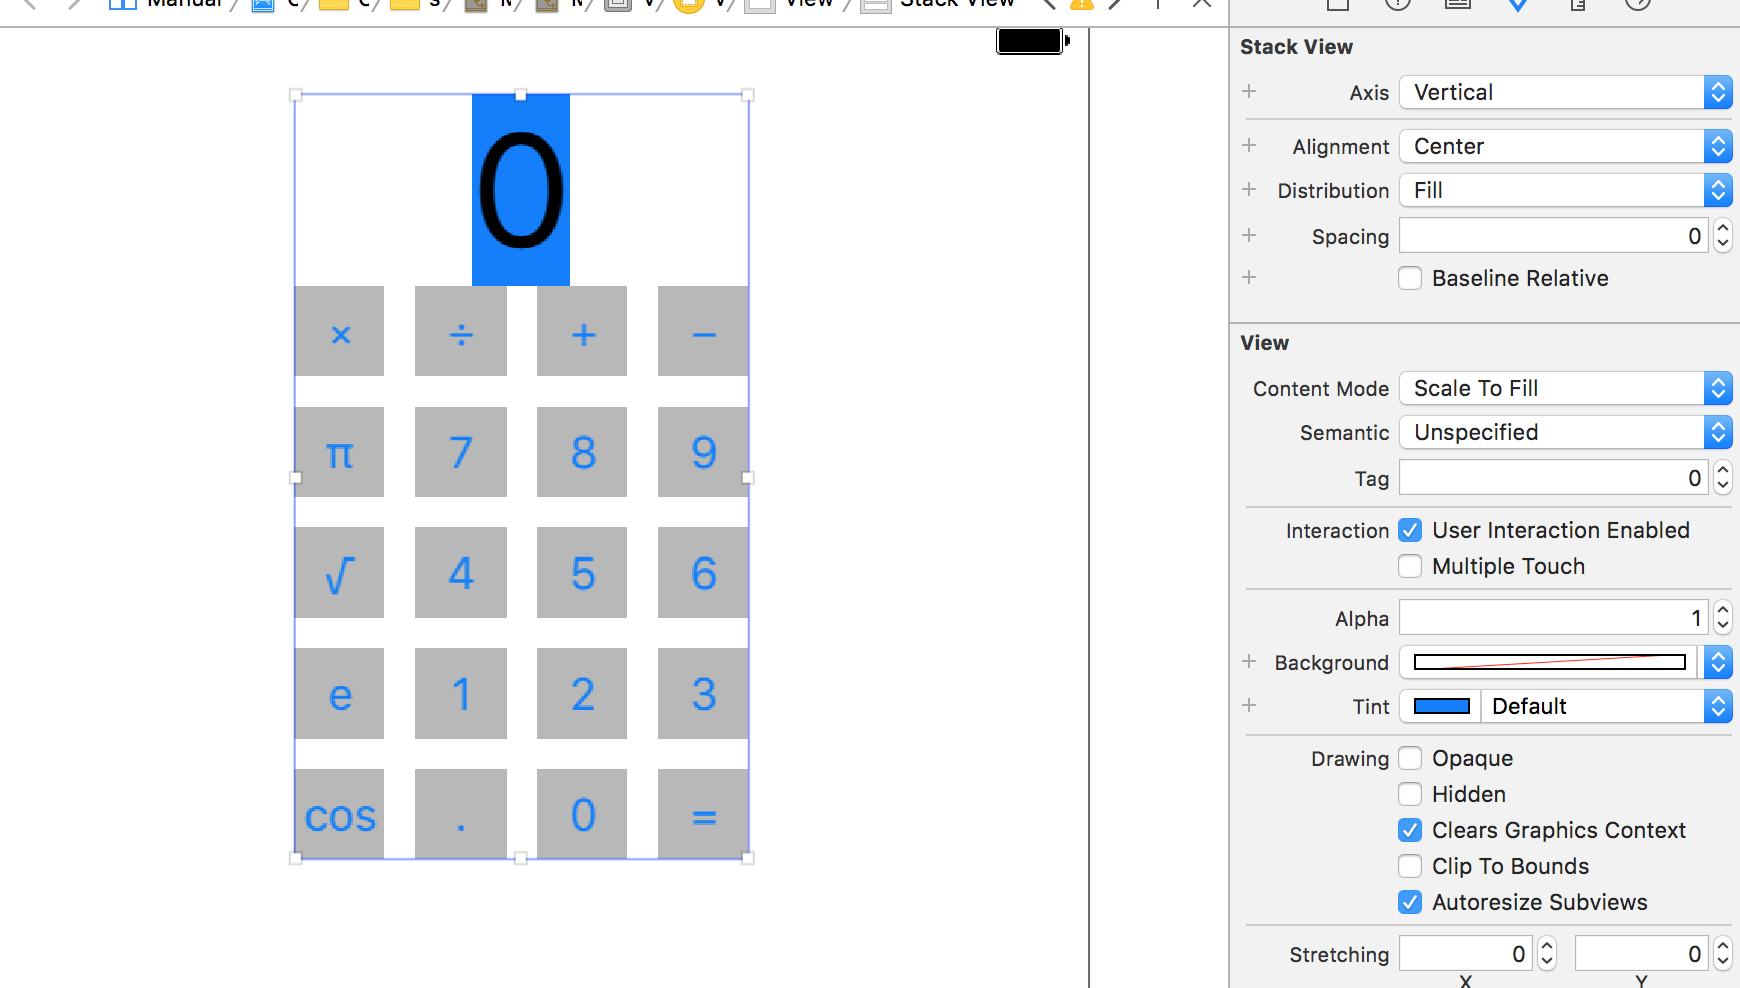 Manual
View
Stack View
0
× ÷ + −
π 7 8 9
√ 4 5 6
e 1 2 3
cos . 0 =
Stack View
Axis Vertical
Alignment Center
Distribution Fill
Spacing 0
Baseline Relative
View
Content Mode Scale To Fill
Semantic Unspecified
Tag 0
Interaction User Interaction Enabled
Multiple Touch
Alpha 1
Background
Tint Default
Drawing Opaque
Hidden
Clears Graphics Context
Clip To Bounds
Autoresize Subviews
Stretching 0 0
X Y